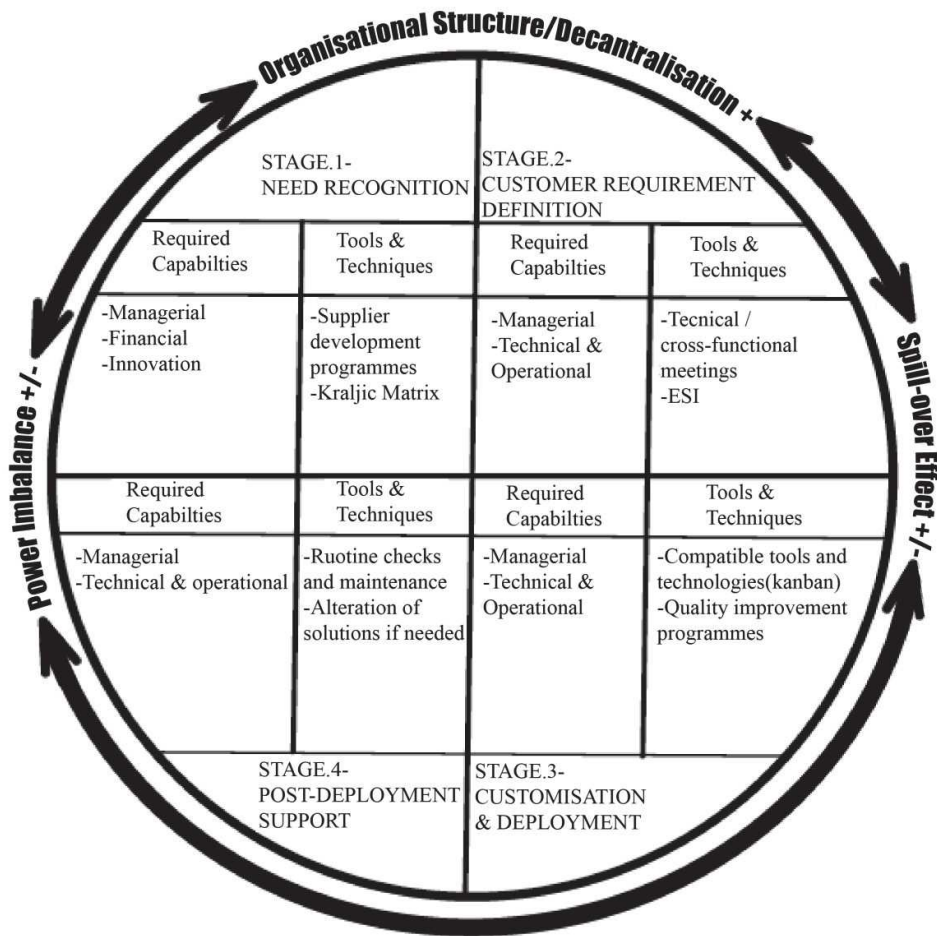 Organisational Structure/Decantralisation +
Power Imbalance +/-
Spill-over Effect +/-
STAGE.1-
NEED RECOGNITION
STAGE.2-
CUSTOMER REQUIREMENT
DEFINITION
Required
Capabilties
Tools &
Techniques
Required
Capabilties
Tools &
Techniques
-Managerial
-Financial
-Innovation
-Supplier
development
programmes
-Kraljic Matrix
-Managerial
-Technical &
Operational
-Tecnical /
cross-functional
meetings
-ESI
Required
Capabilties
Tools &
Techniques
Required
Capabilties
Tools &
Techniques
-Managerial
-Technical & operational
-Ruotine checks
and maintenance
-Alteration of
solutions if needed
-Managerial
-Technical &
Operational
-Compatible tools and
technologies(kanban)
-Quality improvement
programmes
STAGE.4-
POST-DEPLOYMENT
SUPPORT
STAGE.3-
CUSTOMISATION
& DEPLOYMENT